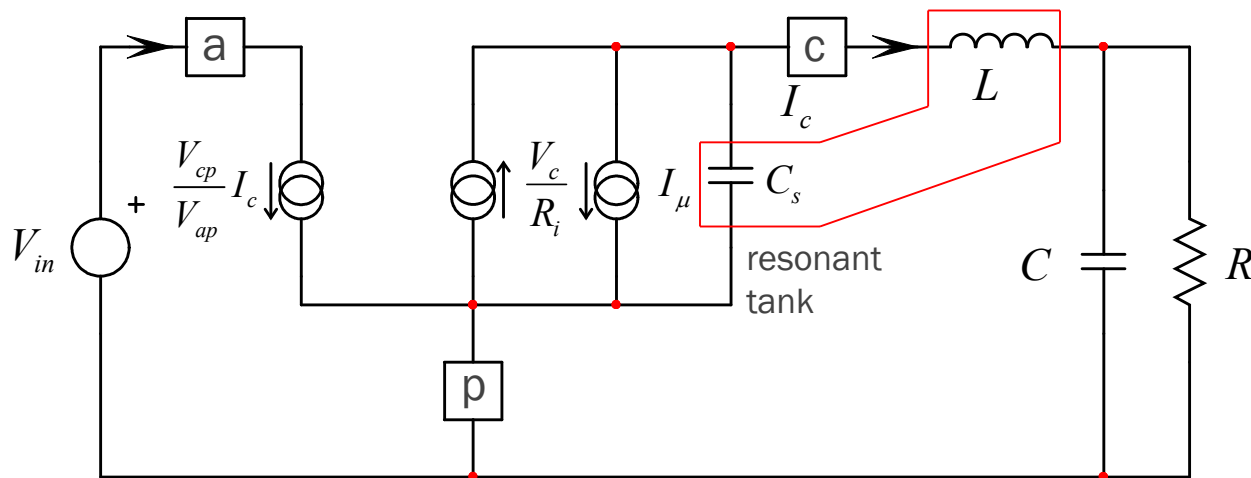 a
c
I_c
L
V_cp
V_ap
I_c
+
V_in
V_c
R_i
I_μ
C_s
resonant
tank
C
R
p